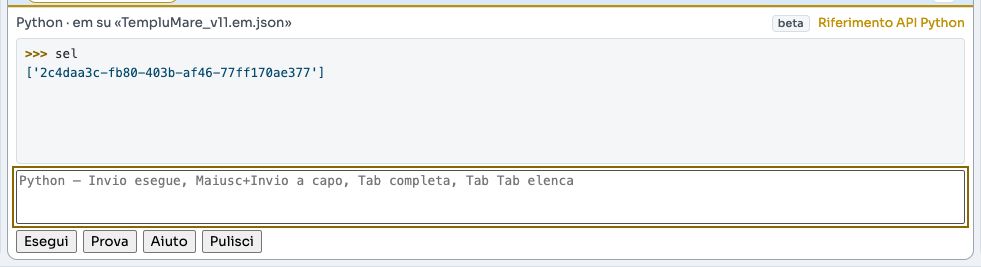 Python · em su «TempluMare_v11.em.json»
beta
Riferimento API Python
>>> sel
['2c4daa3c-fb80-403b-af46-77ff170ae377']
Python — Invio esegue, Maiusc+Invio a capo, Tab completa, Tab Tab elenca
Esegui
Prova
Aiuto
Pulisci